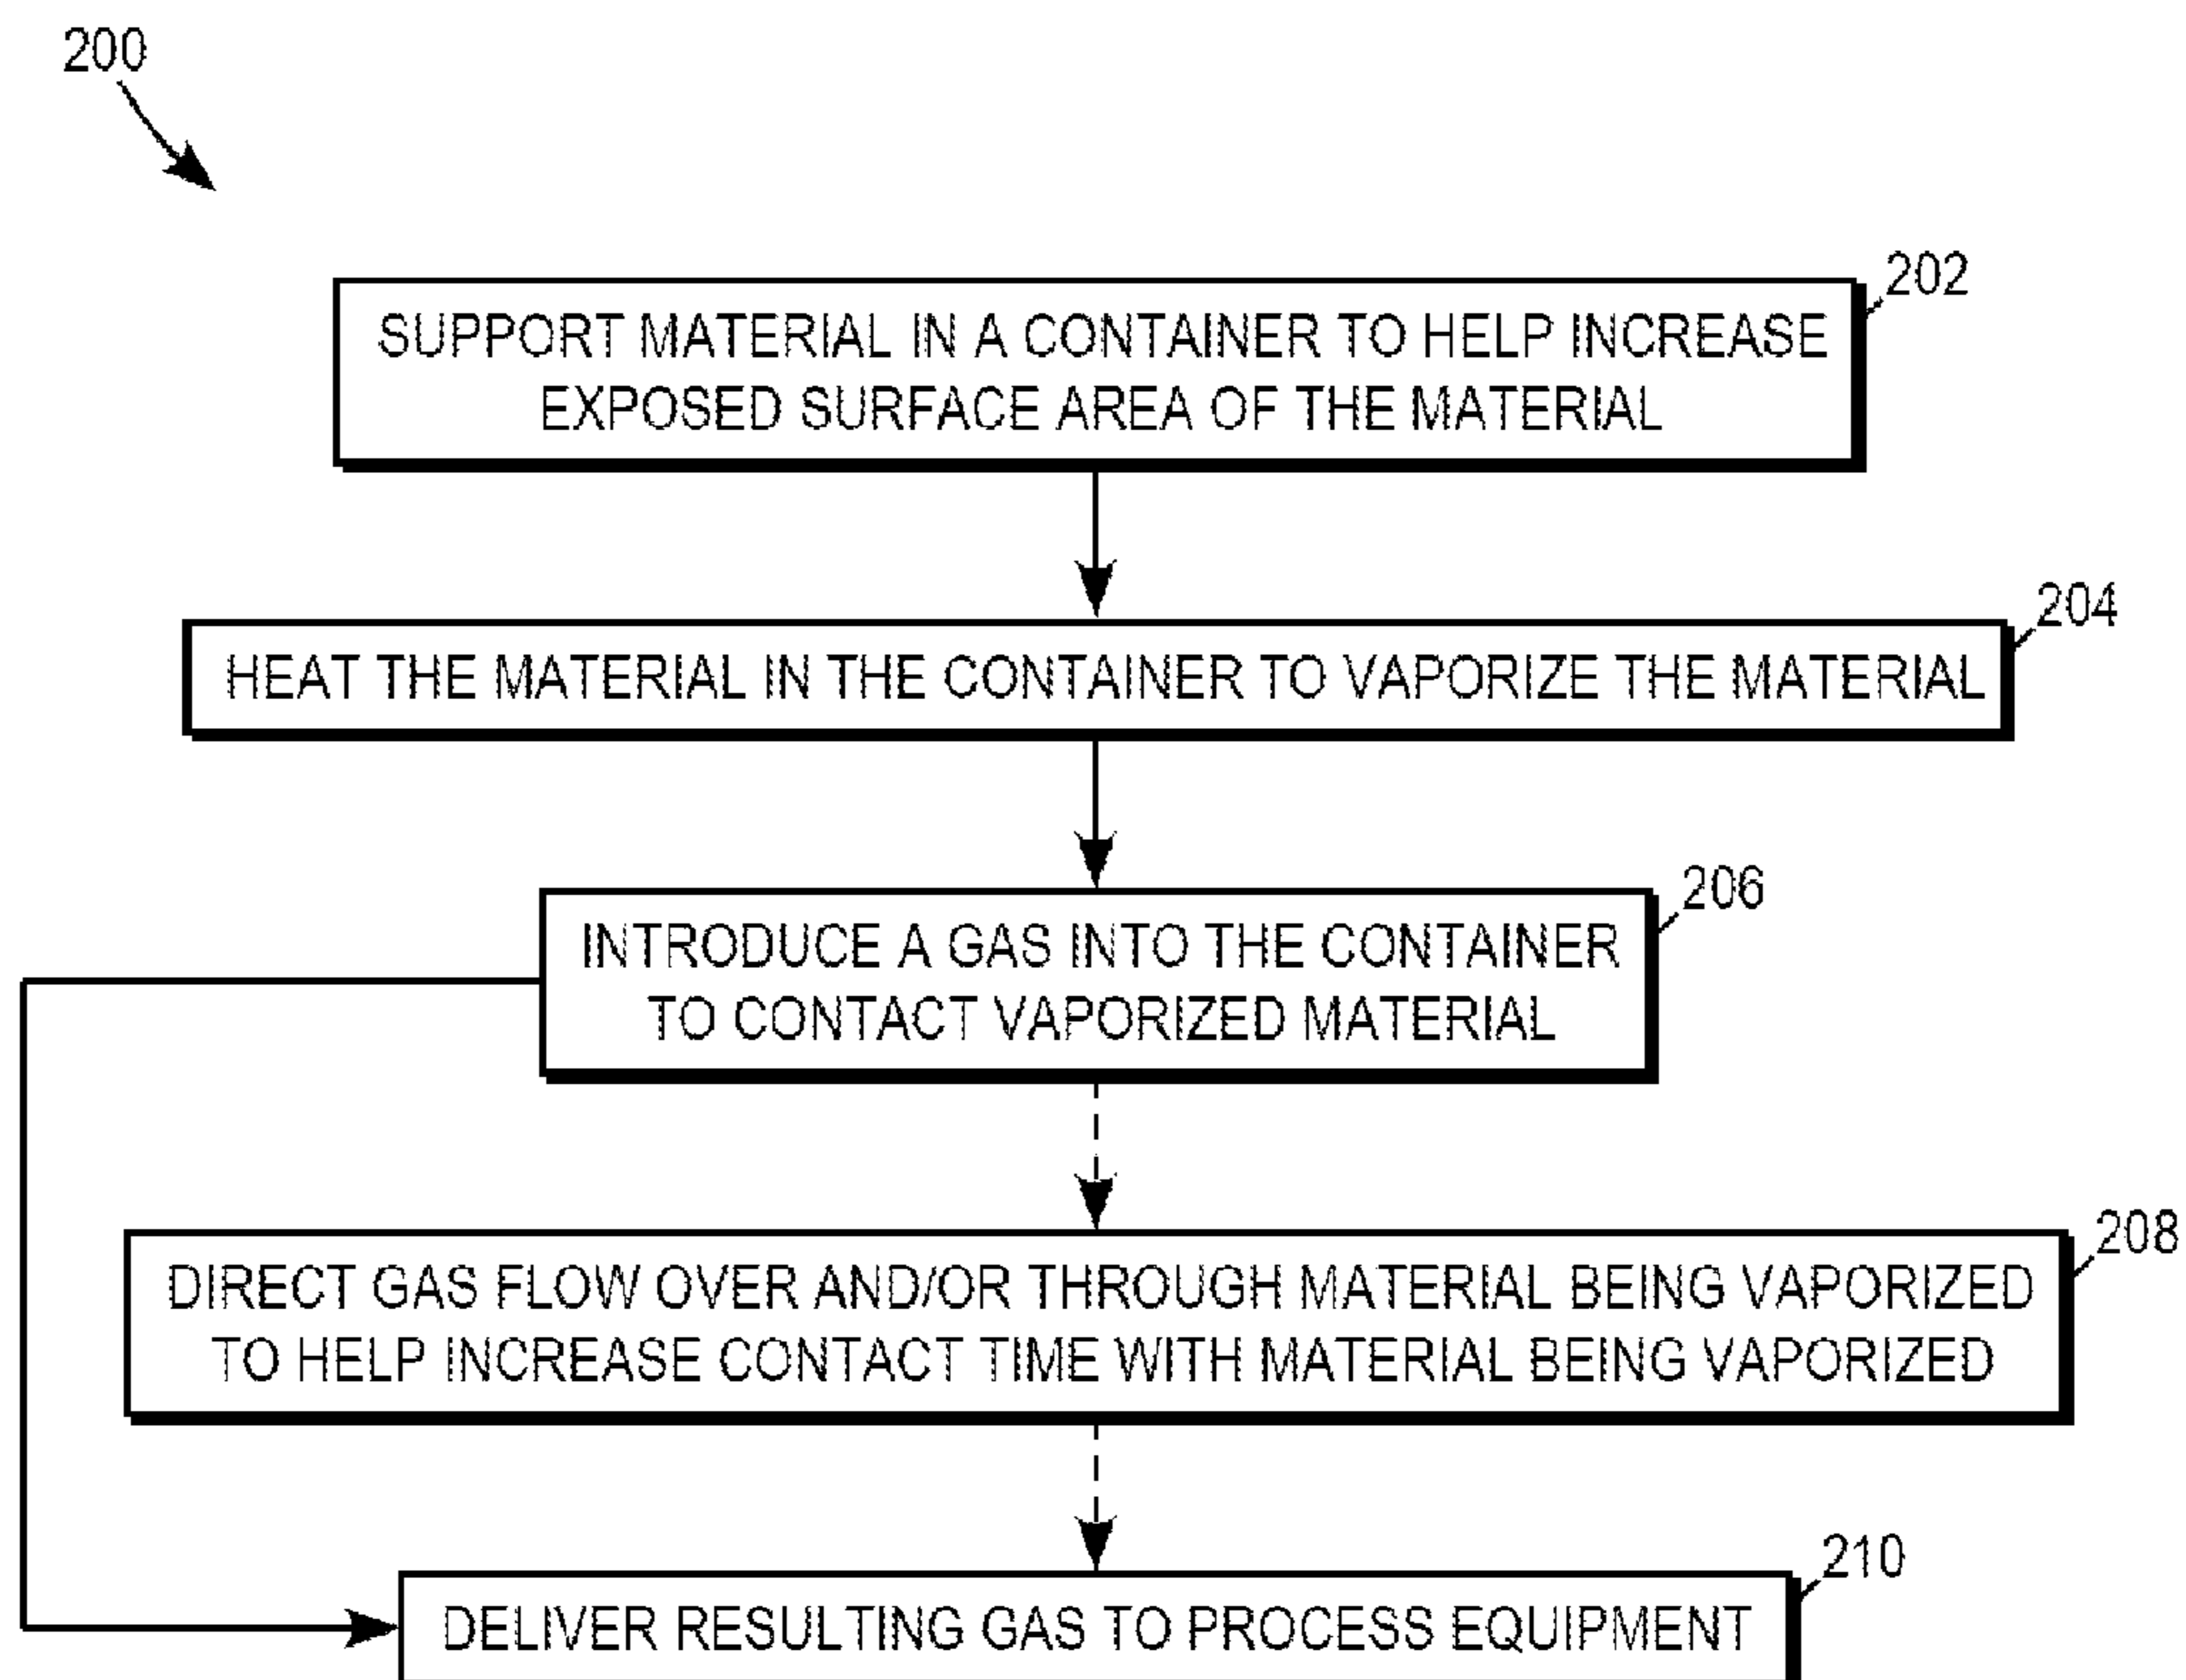 200
202
SUPPORT MATERIAL IN A CONTAINER TO HELP INCREASE
EXPOSED SURFACE AREA OF THE MATERIAL
204
HEAT THE MATERIAL IN THE CONTAINER TO VAPORIZE THE MATERIAL
206
INTRODUCE A GAS INTO THE CONTAINER
TO CONTACT VAPORIZED MATERIAL
208
DIRECT GAS FLOW OVER AND/OR THROUGH MATERIAL BEING VAPORIZED
TO HELP INCREASE CONTACT TIME WITH MATERIAL BEING VAPORIZED
210
DELIVER RESULTING GAS TO PROCESS EQUIPMENT